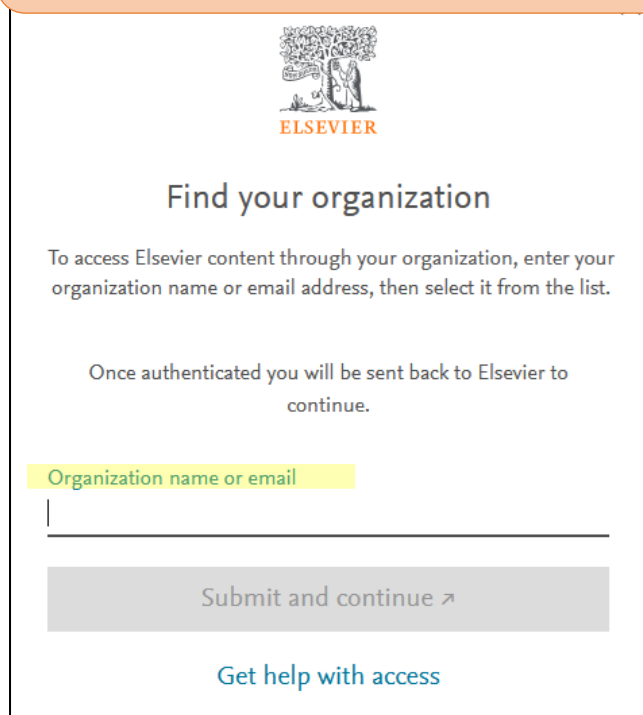 ELSEVIER
Find your organization
To access Elsevier content through your organization, enter your
organization name or email address, then select it from the list.
Once authenticated you will be sent back to Elsevier to
continue.
Organization name or email
Submit and continue ↗
Get help with access